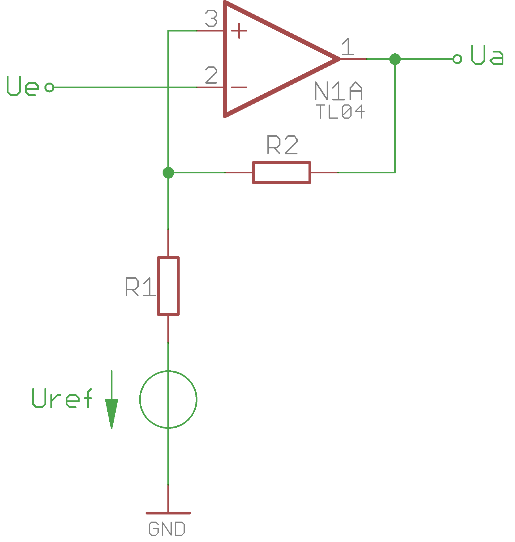 3
1
Ua
Ue
2
N1A
TL04
R2
R1
Uref
GND
+
−